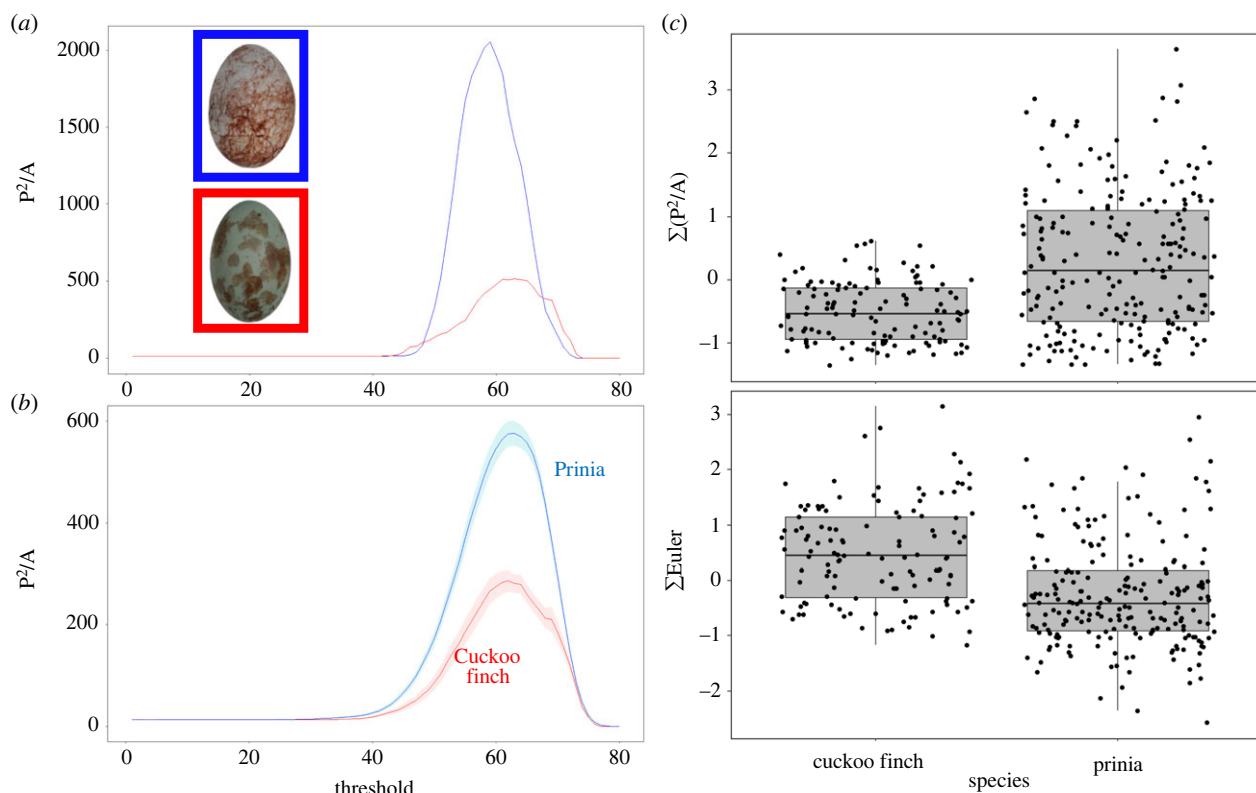 (a)
2000
1500
1000
500
0
P²/A
0 20 40 60 80
(b)
600
400
200
0
P²/A
Prinia
Cuckoo
finch
0 20 40 60 80
threshold
(c)
3
2
1
0
–1
∑(P²/A)
3
2
1
0
–1
–2
∑Euler
cuckoo finch prinia
species